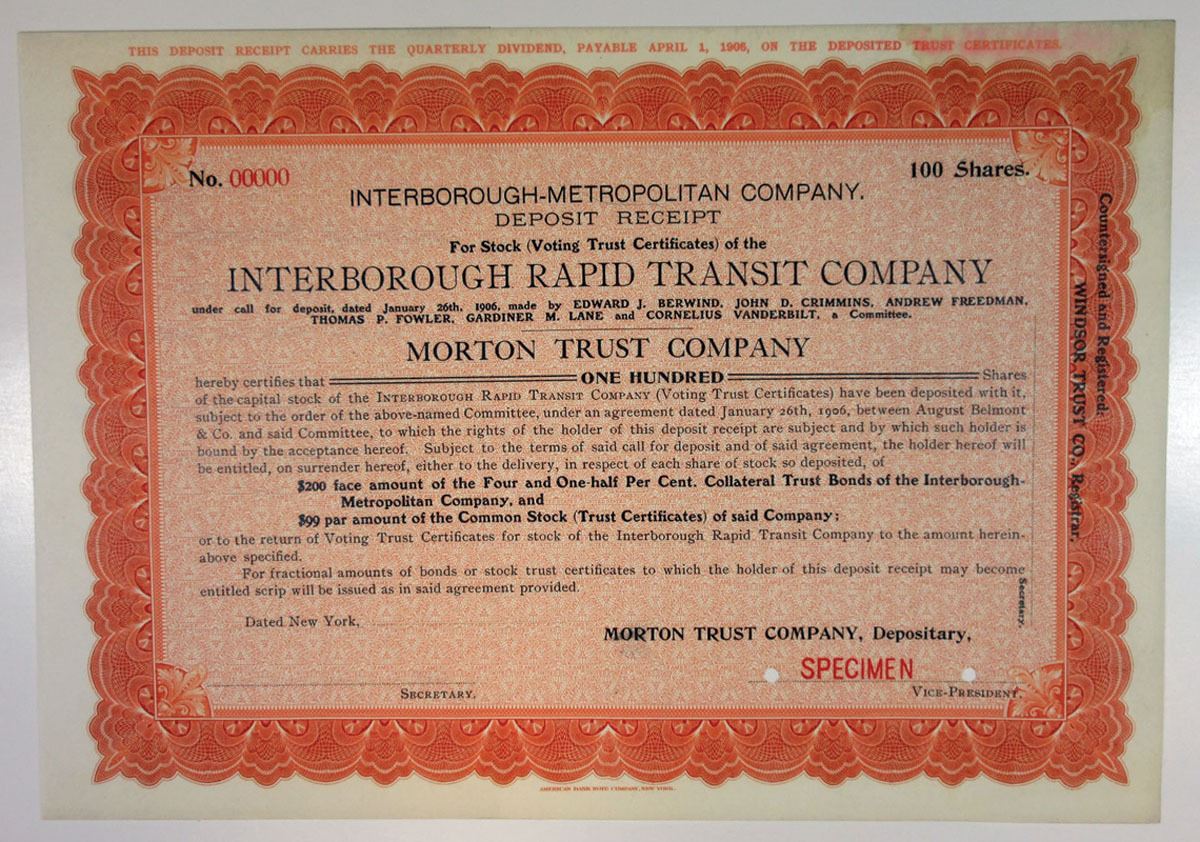 THIS DEPOSIT RECEIPT CARRIES THE QUARTERLY DIVIDEND, PAYABLE APRIL 1, 1906, ON THE DEPOSITED TRUST CERTIFICATES.
No. 00000
100 Shares.
INTERBOROUGH-METROPOLITAN COMPANY.
DEPOSIT RECEIPT
For Stock (Voting Trust Certificates) of the
INTERBOROUGH RAPID TRANSIT COMPANY
under call for deposit, dated January 26th, 1906, made by EDWARD J. BERWIND, JOHN D. CRIMMINS, ANDREW FREEDMAN,
THOMAS P. FOWLER, GARDINER M. LANE and CORNELIUS VANDERBILT, a Committee.
MORTON TRUST COMPANY
hereby certifies that ONE HUNDRED Shares
of the capital stock of the INTERBOROUGH RAPID TRANSIT COMPANY (Voting Trust Certificates) have been deposited with it,
subject to the order of the above-named Committee, under an agreement dated January 26th, 1906, between August Belmont
& Co. and said Committee, to which the rights of the holder of this deposit receipt are subject and by which such holder is
bound by the acceptance hereof. Subject to the terms of said call for deposit and of said agreement, the holder hereof will
be entitled, on surrender hereof, either to the delivery, in respect of each share of stock so deposited, of
$200 face amount of the Four and One-half Per Cent. Collateral Trust Bonds of the Interborough-
Metropolitan Company, and
$99 par amount of the Common Stock (Trust Certificates) of said Company;
or to the return of Voting Trust Certificates for stock of the Interborough Rapid Transit Company to the amount herein-
above specified.
For fractional amounts of bonds or stock trust certificates to which the holder of this deposit receipt may become
entitled scrip will be issued as in said agreement provided.
Dated New York,
MORTON TRUST COMPANY, Depositary,
SPECIMEN
SECRETARY.
VICE-PRESIDENT.
Countersigned and Registered.
WINDSOR TRUST CO., Registrar,
Secretary.
AMERICAN BANK NOTE COMPANY, NEW YORK.